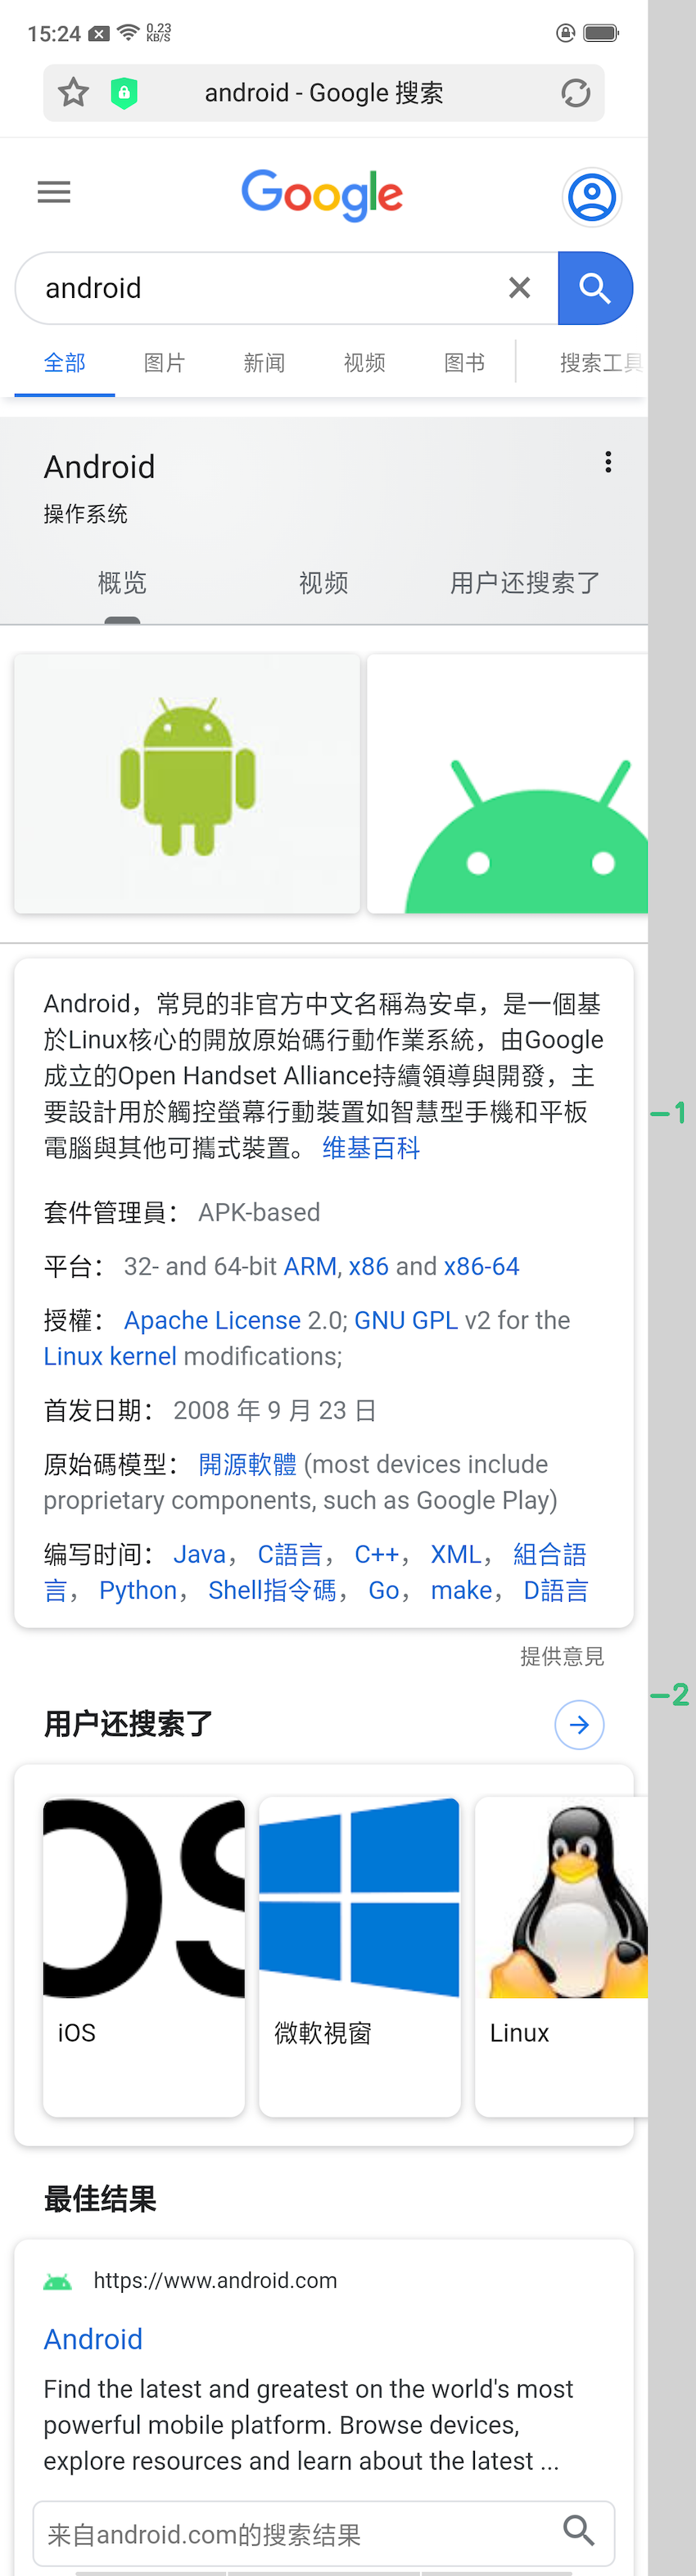 15:24 0.23 KB/S
android - Google 搜索
Google
android
全部 图片 新闻 视频 图书 搜索工具
Android
操作系统
概览 视频 用户还搜索了
Android，常見的非官方中文名稱為安卓，是一個基
於Linux核心的開放原始碼行動作業系統，由Google
成立的Open Handset Alliance持續領導與開發，主
要設計用於觸控螢幕行動裝置如智慧型手機和平板
電腦與其他可攜式裝置。 维基百科
-1
套件管理員： APK-based
平台： 32- and 64-bit ARM, x86 and x86-64
授權： Apache License 2.0; GNU GPL v2 for the
Linux kernel modifications;
首发日期： 2008 年 9 月 23 日
原始碼模型： 開源軟體 (most devices include
proprietary components, such as Google Play)
编写时间： Java， C語言， C++， XML， 組合語
言， Python， Shell指令碼， Go， make， D語言
提供意見
-2
用户还搜索了
OS
iOS 微軟視窗 Linux
最佳结果
https://www.android.com
Android
Find the latest and greatest on the world's most
powerful mobile platform. Browse devices,
explore resources and learn about the latest ...
来自android.com的搜索结果